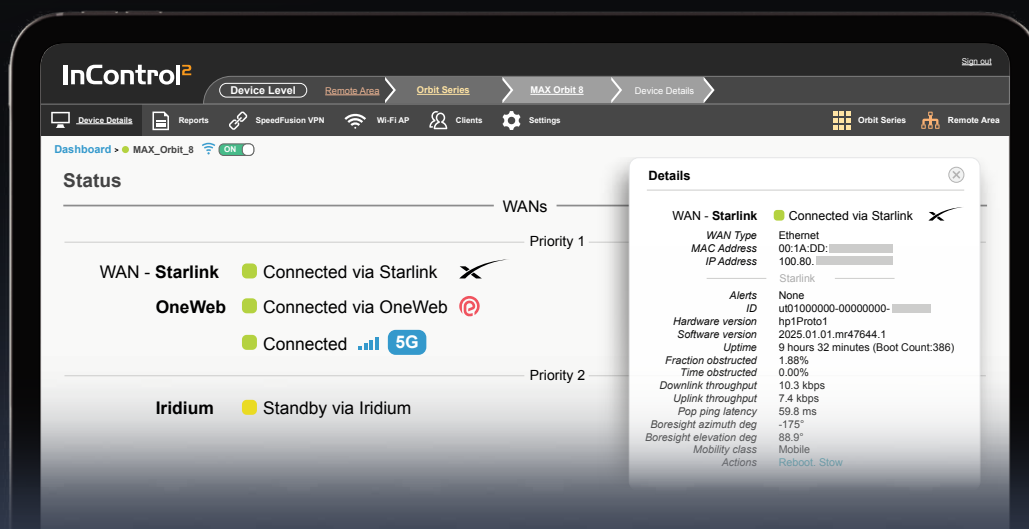 InControl²
Sign out
Device Level Remote Area Orbit Series MAX Orbit 8 Device Details
Device Details Reports SpeedFusion VPN Wi-Fi AP Clients Settings Orbit Series Remote Area
Dashboard > MAX_Orbit_8 ON
Status
WANs
Priority 1
WAN - Starlink Connected via Starlink
OneWeb Connected via OneWeb
Connected 5G
Priority 2
Iridium Standby via Iridium
Details
WAN - Starlink Connected via Starlink
WAN Type Ethernet
MAC Address 00:1A:DD:
IP Address 100.80.
Starlink
Alerts None
ID ut01000000-00000000-
Hardware version hp1Proto1
Software version 2025.01.01.mr47644.1
Uptime 9 hours 32 minutes (Boot Count:386)
Fraction obstructed 1.88%
Time obstructed 0.00%
Downlink throughput 10.3 kbps
Uplink throughput 7.4 kbps
Pop ping latency 59.8 ms
Boresight azimuth deg -175°
Boresight elevation deg 88.9°
Mobility class Mobile
Actions Reboot. Stow